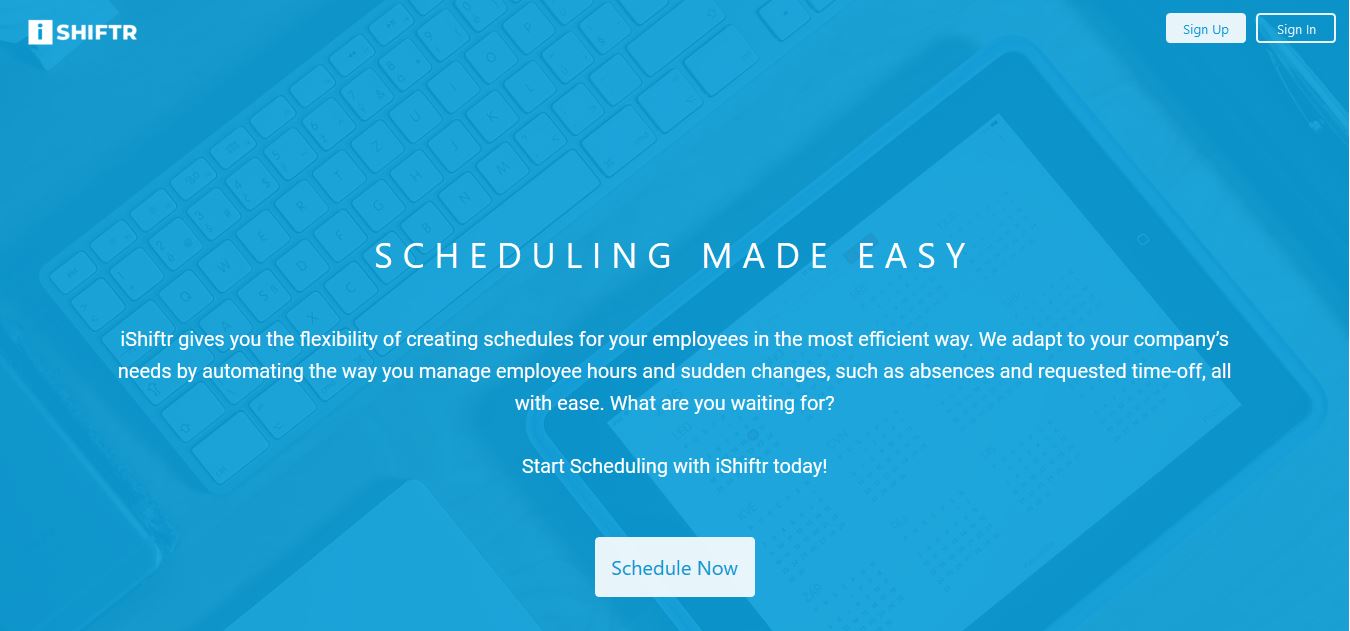 i SHIFTR
Sign Up
Sign In
SCHEDULING MADE EASY
iShiftr gives you the flexibility of creating schedules for your employees in the most efficient way. We adapt to your company’s
needs by automating the way you manage employee hours and sudden changes, such as absences and requested time-off, all
with ease. What are you waiting for?
Start Scheduling with iShiftr today!
Schedule Now